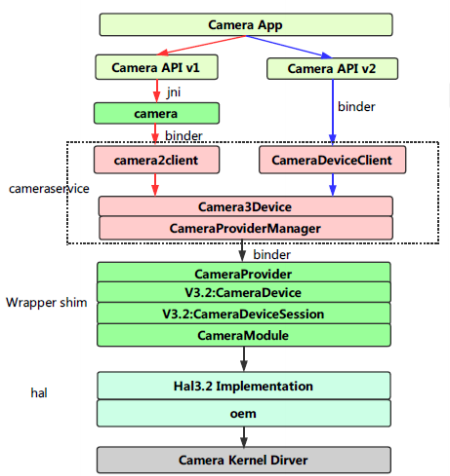 Camera App
Camera API v1
Camera API v2
jni
binder
camera
binder
camera2client
CameraDeviceClient
cameraservice
Camera3Device
CameraProviderManager
binder
CameraProvider
V3.2:CameraDevice
Wrapper shim
V3.2:CameraDeviceSession
CameraModule
Hal3.2 Implementation
hal
oem
Camera Kernel Dirver